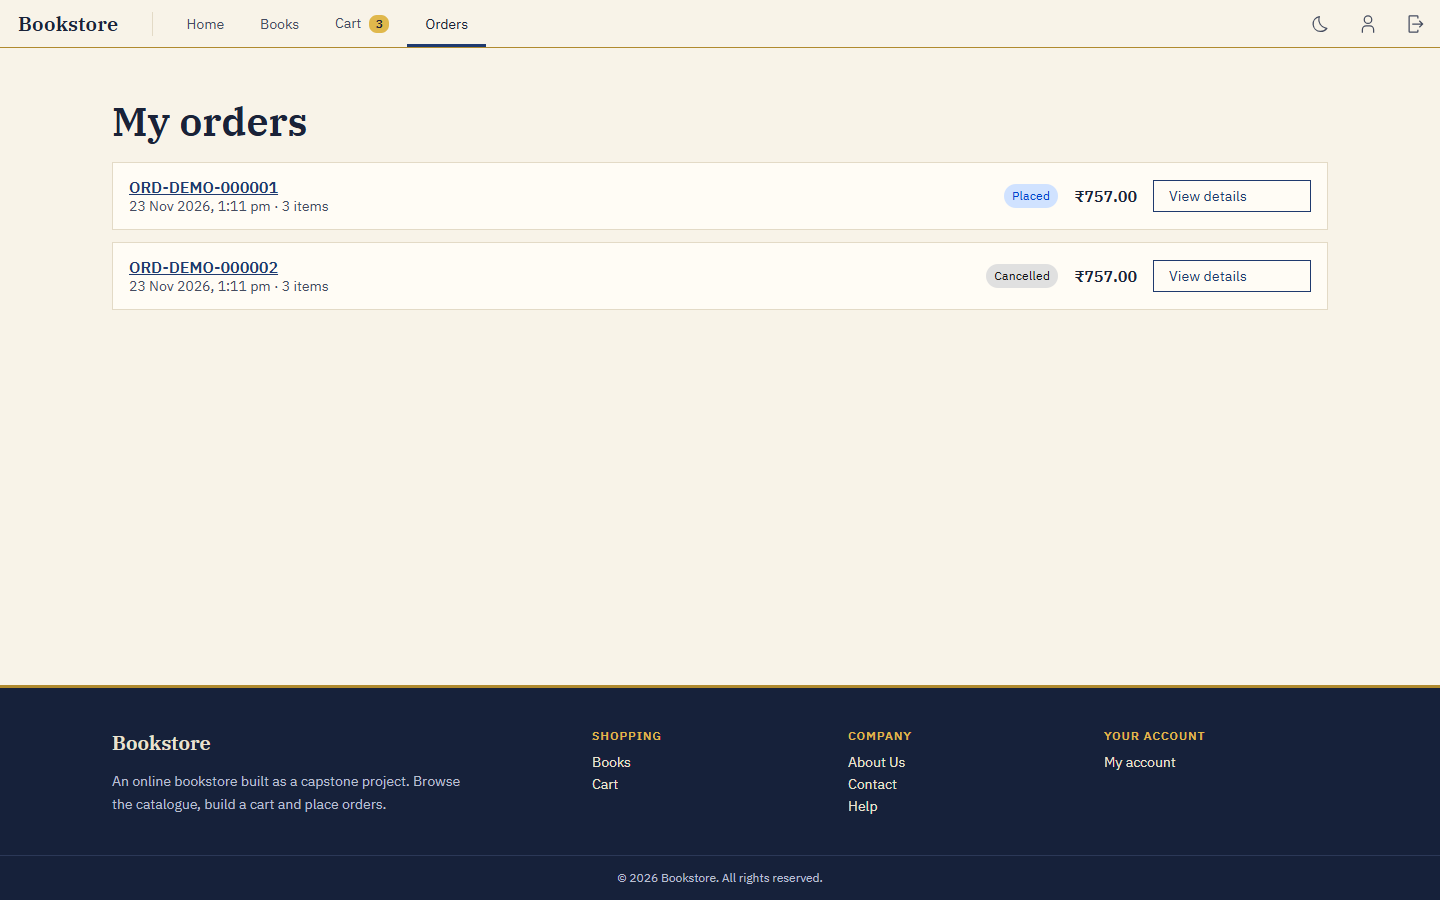 Bookstore
Home
Books
Cart 3
Orders
My orders
ORD-DEMO-000001
23 Nov 2026, 1:11 pm · 3 items
Placed
₹757.00
View details
ORD-DEMO-000002
23 Nov 2026, 1:11 pm · 3 items
Cancelled
₹757.00
View details
Bookstore
An online bookstore built as a capstone project. Browse
the catalogue, build a cart and place orders.
SHOPPING
Books
Cart
COMPANY
About Us
Contact
Help
YOUR ACCOUNT
My account
© 2026 Bookstore. All rights reserved.